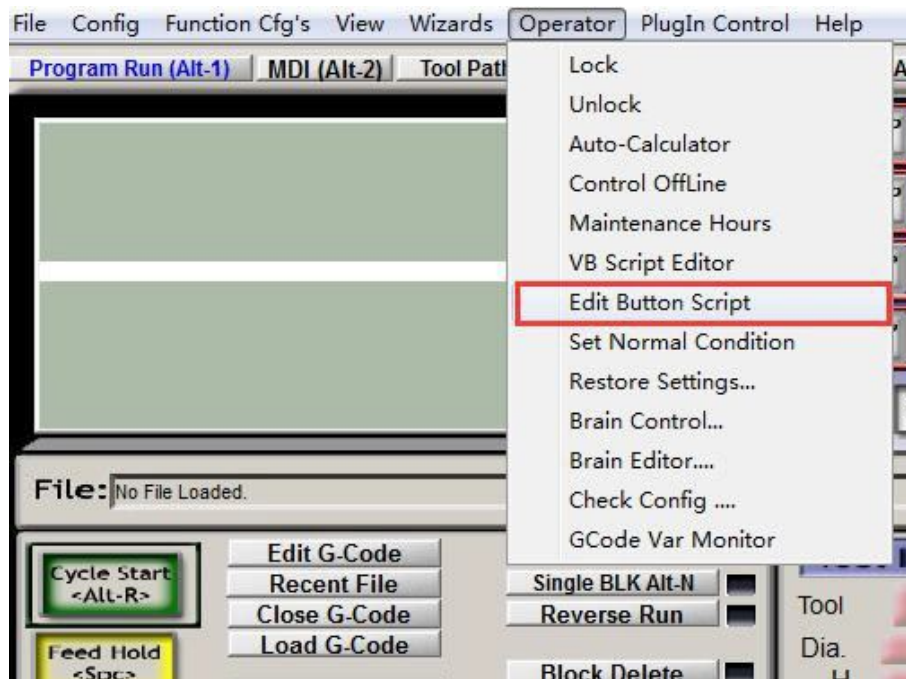 File Config Function Cfg's View Wizards Operator PlugIn Control Help
Program Run (Alt-1) MDI (Alt-2) Tool
Lock
Unlock
Auto-Calculator
Control OffLine
Maintenance Hours
VB Script Editor
Edit Button Script
Set Normal Condition
Restore Settings...
Brain Control...
Brain Editor....
Check Config ....
GCode Var Monitor
File: No File Loaded.
Cycle Start
<Alt-R>
Feed Hold
<Spc>
Edit G-Code
Recent File
Close G-Code
Load G-Code
Single BLK Alt-N
Reverse Run
Block Delete
Tool
Dia.
H